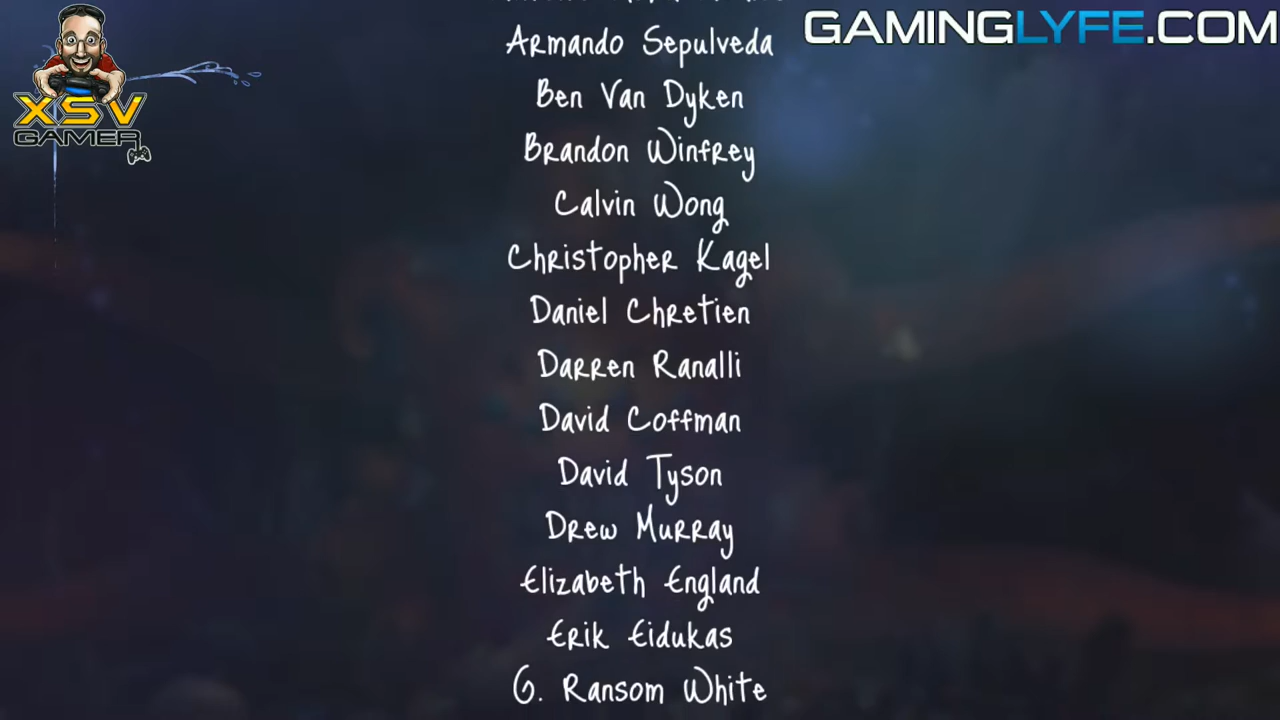 GAMINGLYFE.COM
XSV
GAMER
Armando Sepulveda
Ben Van Dyken
Brandon Winfrey
Calvin Wong
Christopher Kagel
Daniel Chretien
Darren Ranalli
David Coffman
David Tyson
Drew Murray
Elizabeth England
Erik Eidukas
G. Ransom White